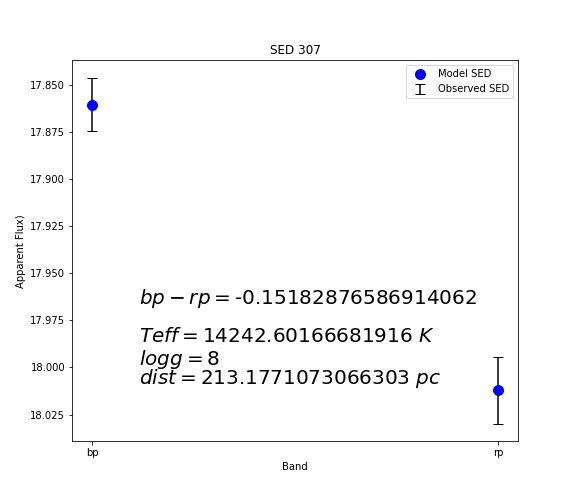 SED 307
Model SED
Observed SED
17.850
17.875
17.900
17.925
17.950
17.975
18.000
18.025
Apparent Flux)
bp − rp = -0.15182876586914062
Teff = 14242.60166681916 K
logg = 8
dist = 213.1771073066303 pc
bp
rp
Band